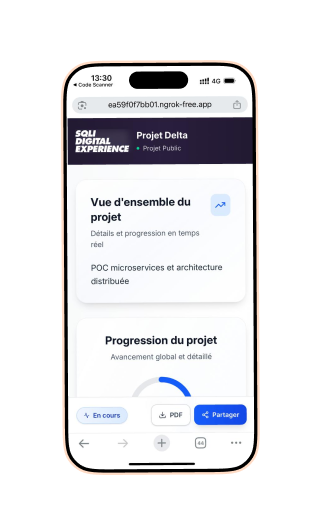 13:30
◀ Code Scanner
4G
ea59f0f7bb01.ngrok-free.app
SQLI
DIGITAL
EXPERIENCE
Projet Delta
Projet Public
Vue d'ensemble du
projet
Détails et progression en temps
réel
POC microservices et architecture
distribuée
Progression du projet
Avancement global et détaillé
En cours
PDF
Partager
44